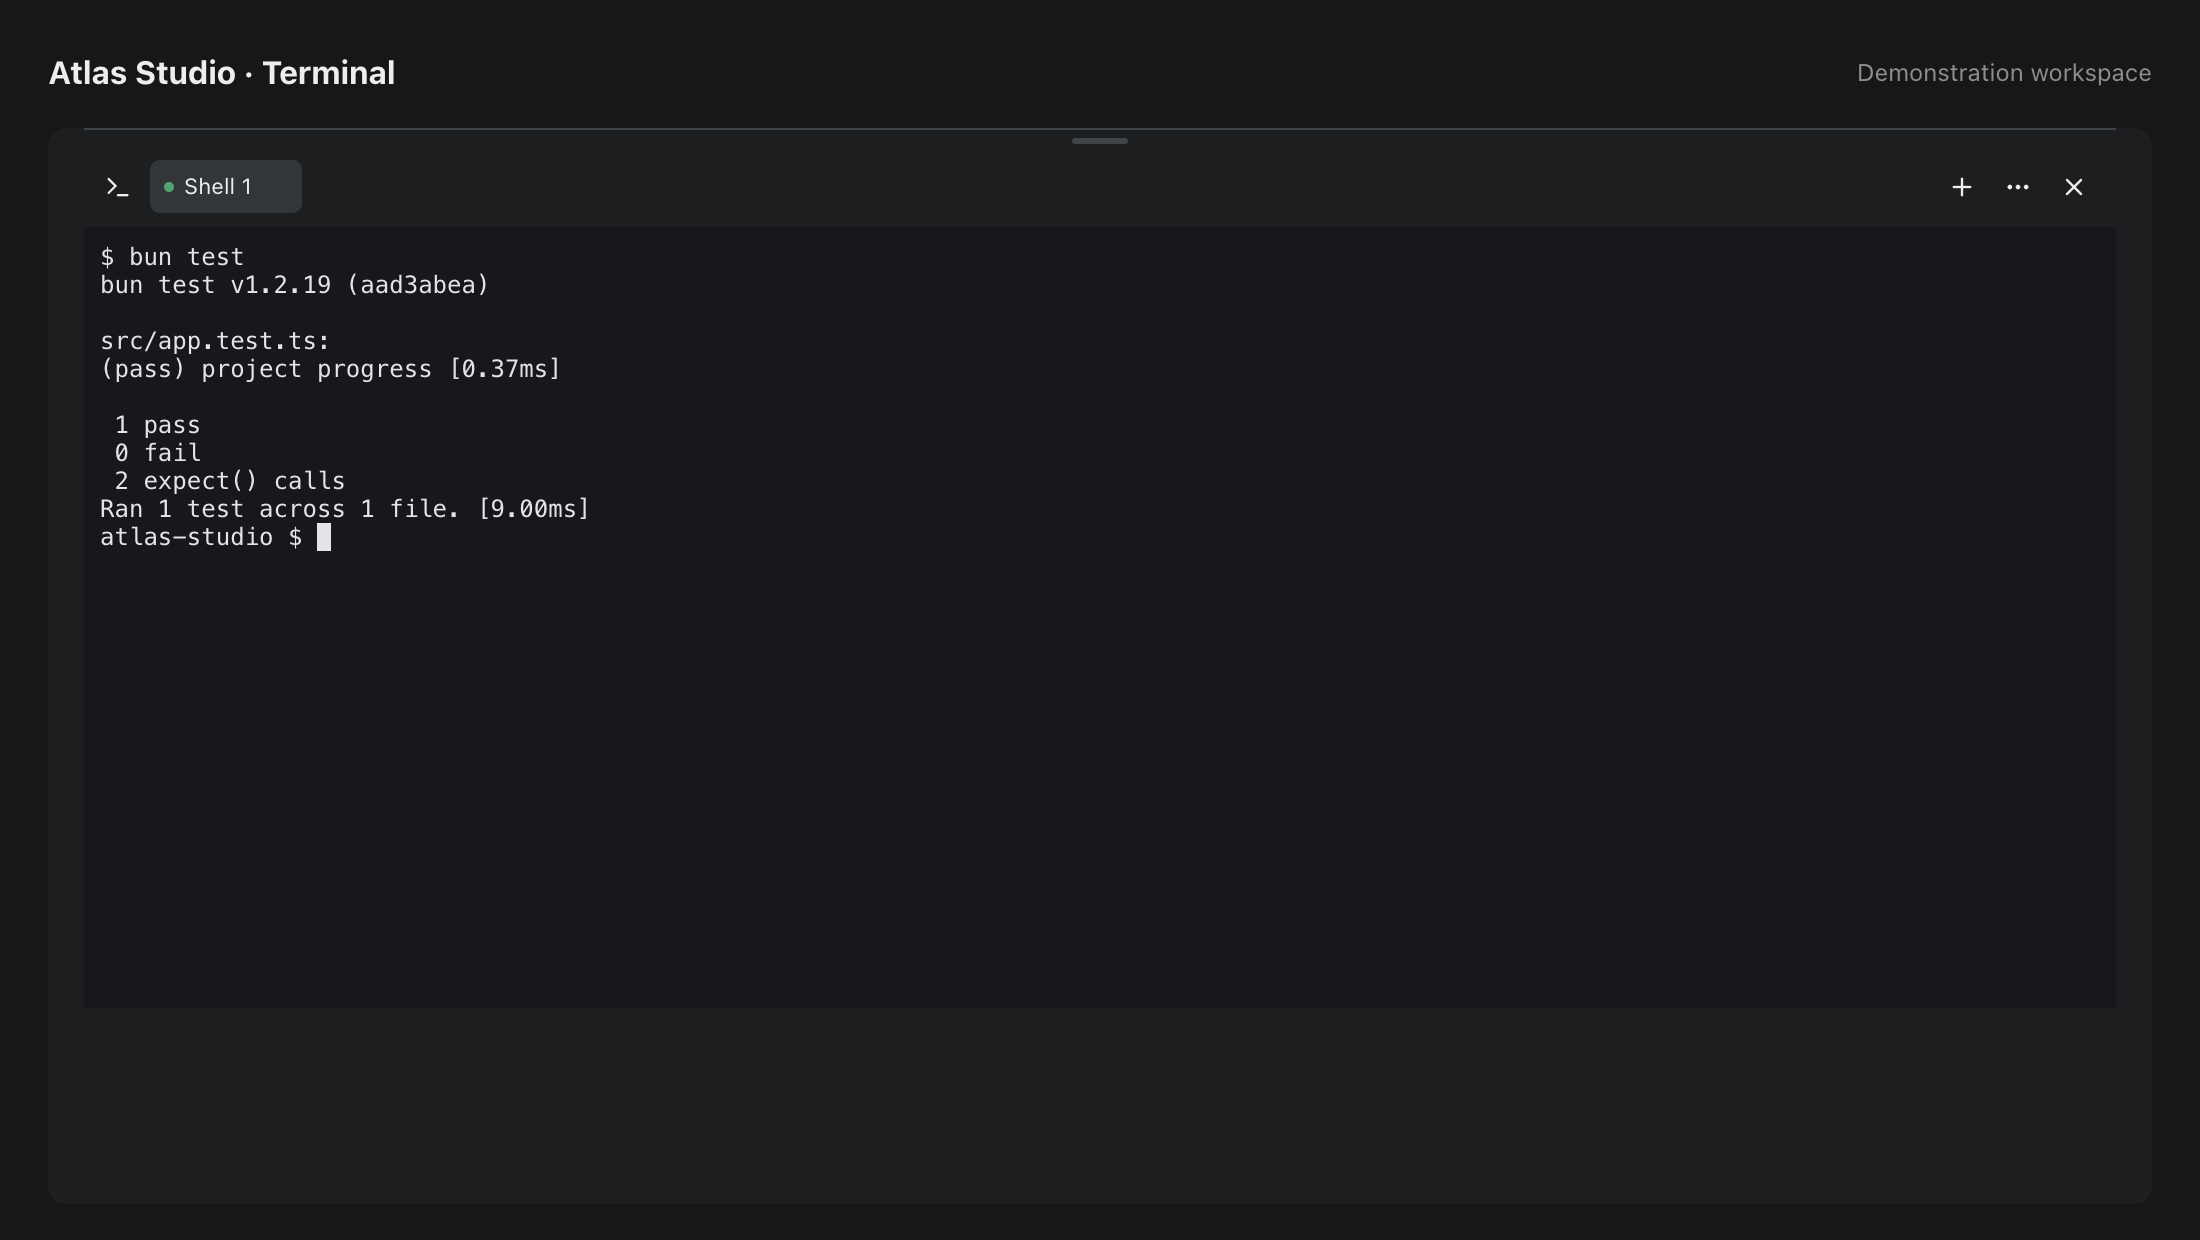 Atlas Studio · Terminal
Demonstration workspace
Shell 1
$ bun test
bun test v1.2.19 (aad3abea)
src/app.test.ts:
(pass) project progress [0.37ms]
1 pass
0 fail
2 expect() calls
Ran 1 test across 1 file. [9.00ms]
atlas-studio $